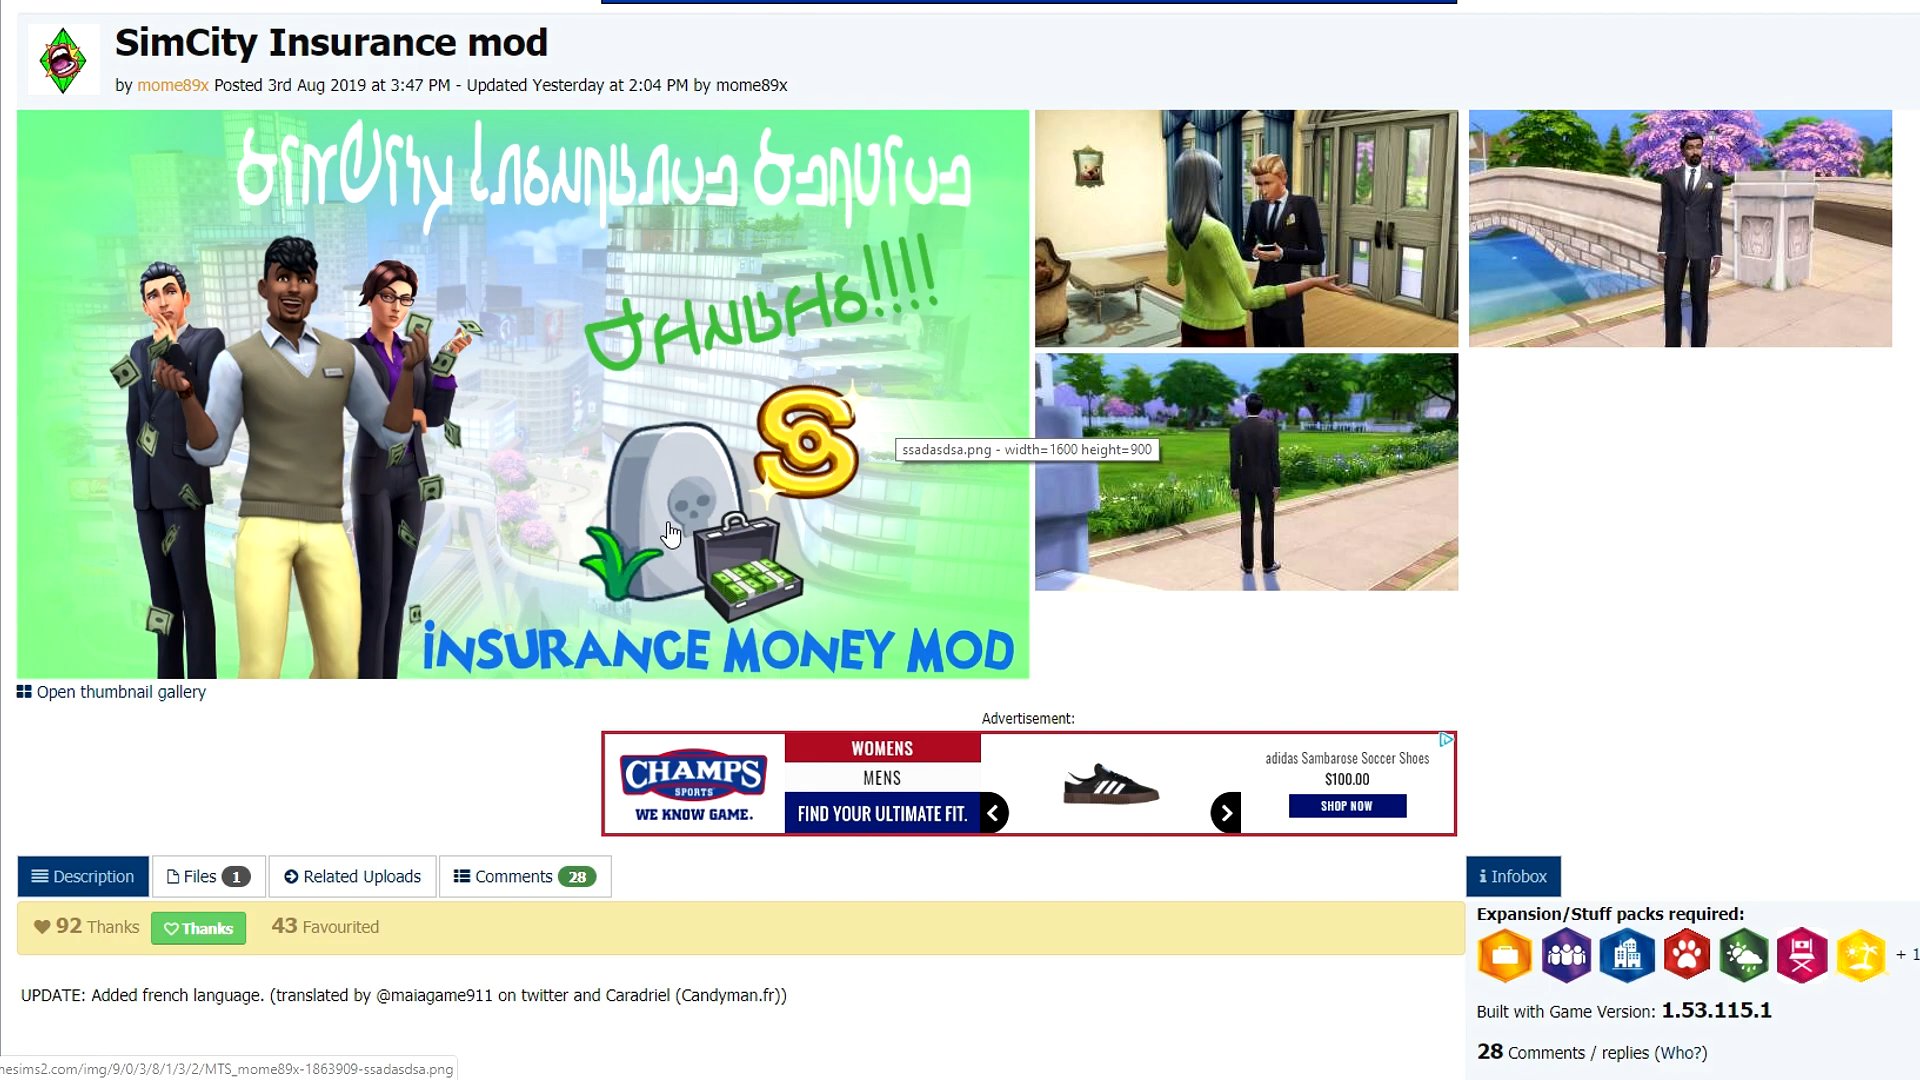 SimCity Insurance mod
by mome89x Posted 3rd Aug 2019 at 3:47 PM - Updated Yesterday at 2:04 PM by mome89x
ssadasdsa.png - width=1600 height=900
INSURANCE MONEY MOD
Open thumbnail gallery
Advertisement:
CHAMPS
SPORTS
WE KNOW GAME.
WOMENS
MENS
FIND YOUR ULTIMATE FIT.
adidas Sambarose Soccer Shoes
$100.00
SHOP NOW
Description
Files 1
Related Uploads
Comments 28
Infobox
92 Thanks
Thanks
43 Favourited
Expansion/Stuff packs required:
+ 1
UPDATE: Added french language. (translated by @maiagame911 on twitter and Caradriel (Candyman.fr))
Built with Game Version: 1.53.115.1
28 Comments / replies (Who?)
nesims2.com/img/9/0/3/8/1/3/2/MTS_mome89x-1863909-ssadasdsa.png